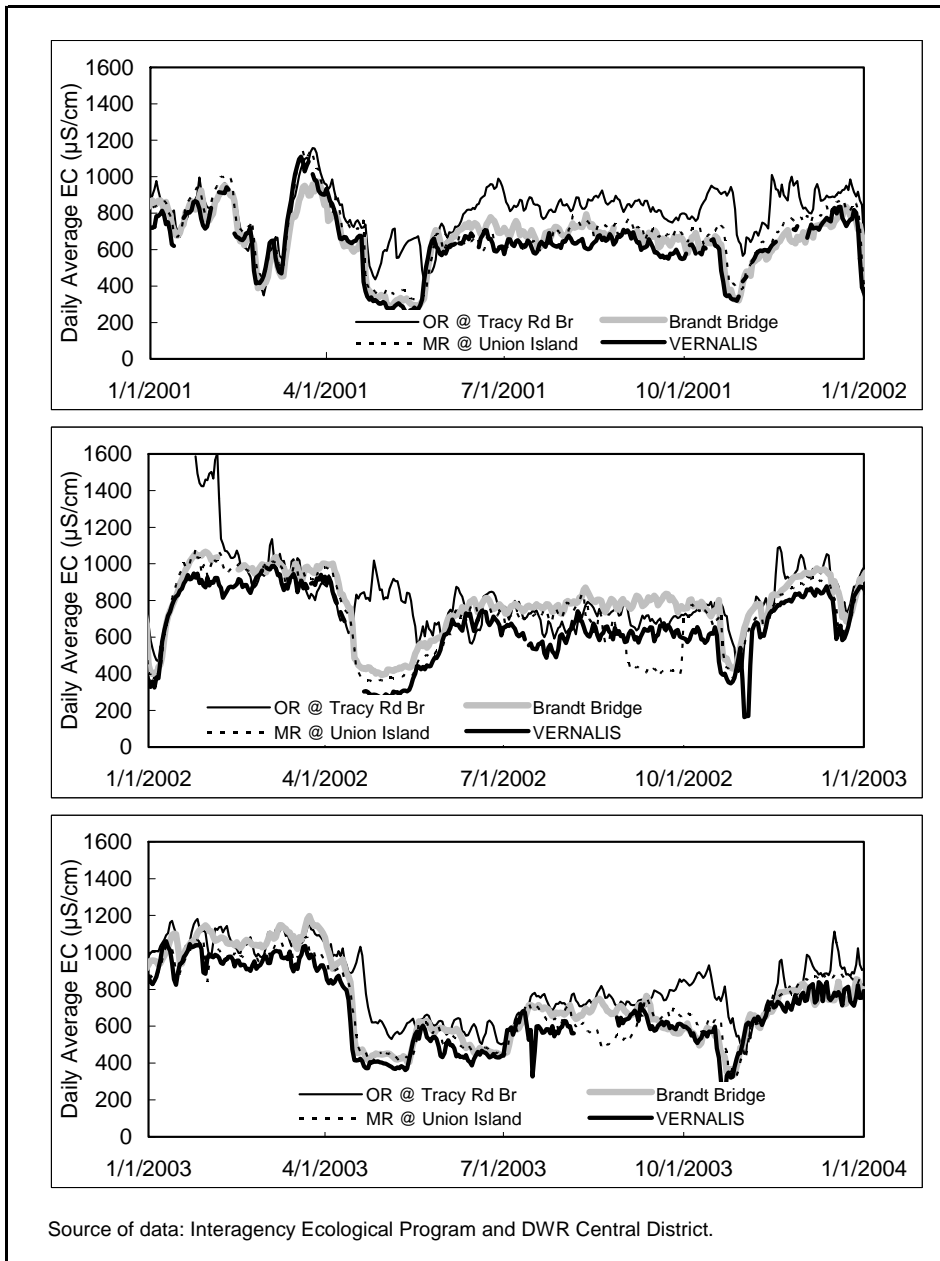 Daily Average EC (µS/cm)
1600
1400
1200
1000
800
600
400
200
0
OR @ Tracy Rd Br
Brandt Bridge
MR @ Union Island
VERNALIS
1/1/2001
4/1/2001
7/1/2001
10/1/2001
1/1/2002
Daily Average EC (µS/cm)
1600
1400
1200
1000
800
600
400
200
0
OR @ Tracy Rd Br
Brandt Bridge
MR @ Union Island
VERNALIS
1/1/2002
4/1/2002
7/1/2002
10/1/2002
1/1/2003
Daily Average EC (µS/cm)
1600
1400
1200
1000
800
600
400
200
0
OR @ Tracy Rd Br
Brandt Bridge
MR @ Union Island
VERNALIS
1/1/2003
4/1/2003
7/1/2003
10/1/2003
1/1/2004
Source of data: Interagency Ecological Program and DWR Central District.